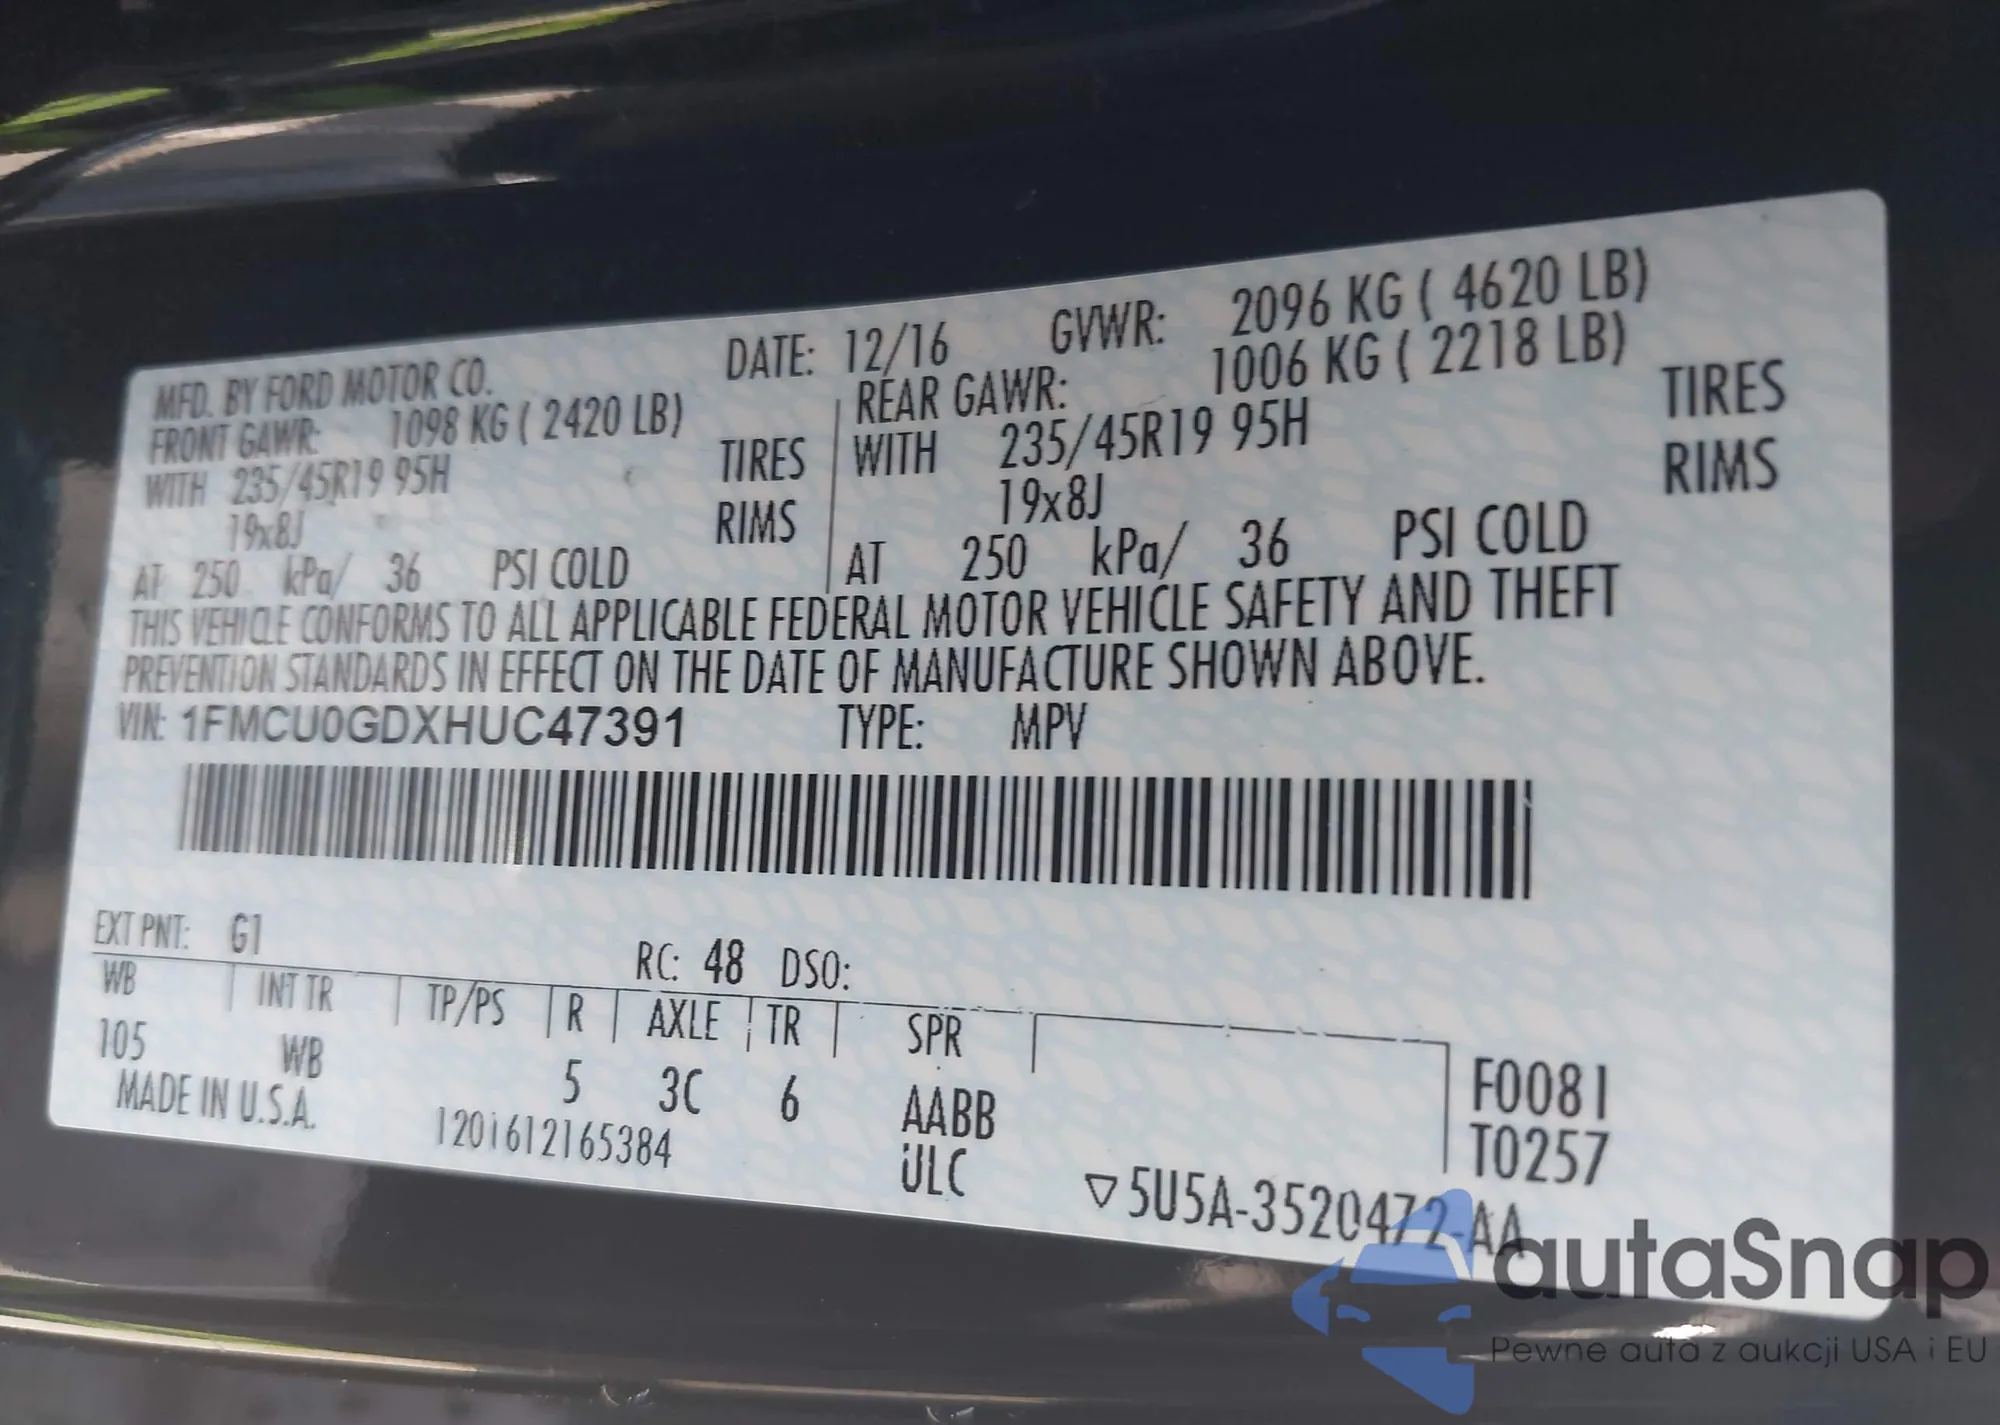 MFD. BY FORD MOTOR CO. DATE: 12/16 GVWR: 2096 KG ( 4620 LB)
FRONT GAWR: 1098 KG ( 2420 LB) REAR GAWR: 1006 KG ( 2218 LB)
WITH 235/45R19 95H TIRES WITH 235/45R19 95H TIRES
19x8J RIMS 19x8J RIMS
AT 250 kPa/ 36 PSI COLD AT 250 kPa/ 36 PSI COLD
THIS VEHICLE CONFORMS TO ALL APPLICABLE FEDERAL MOTOR VEHICLE SAFETY AND THEFT
PREVENTION STANDARDS IN EFFECT ON THE DATE OF MANUFACTURE SHOWN ABOVE.
VIN: 1FMCU0GDXHUC47391 TYPE: MPV
EXT PNT: G1 RC: 48 DSO:
WB INT TR TP/PS R AXLE TR SPR
105 WB 5 3C 6 AABB F0081
MADE IN U.S.A. 1201612165384 ULC T0257
▽5U5A-3520472-AA
autaSnap
Pewne auta z aukcji USA i EU